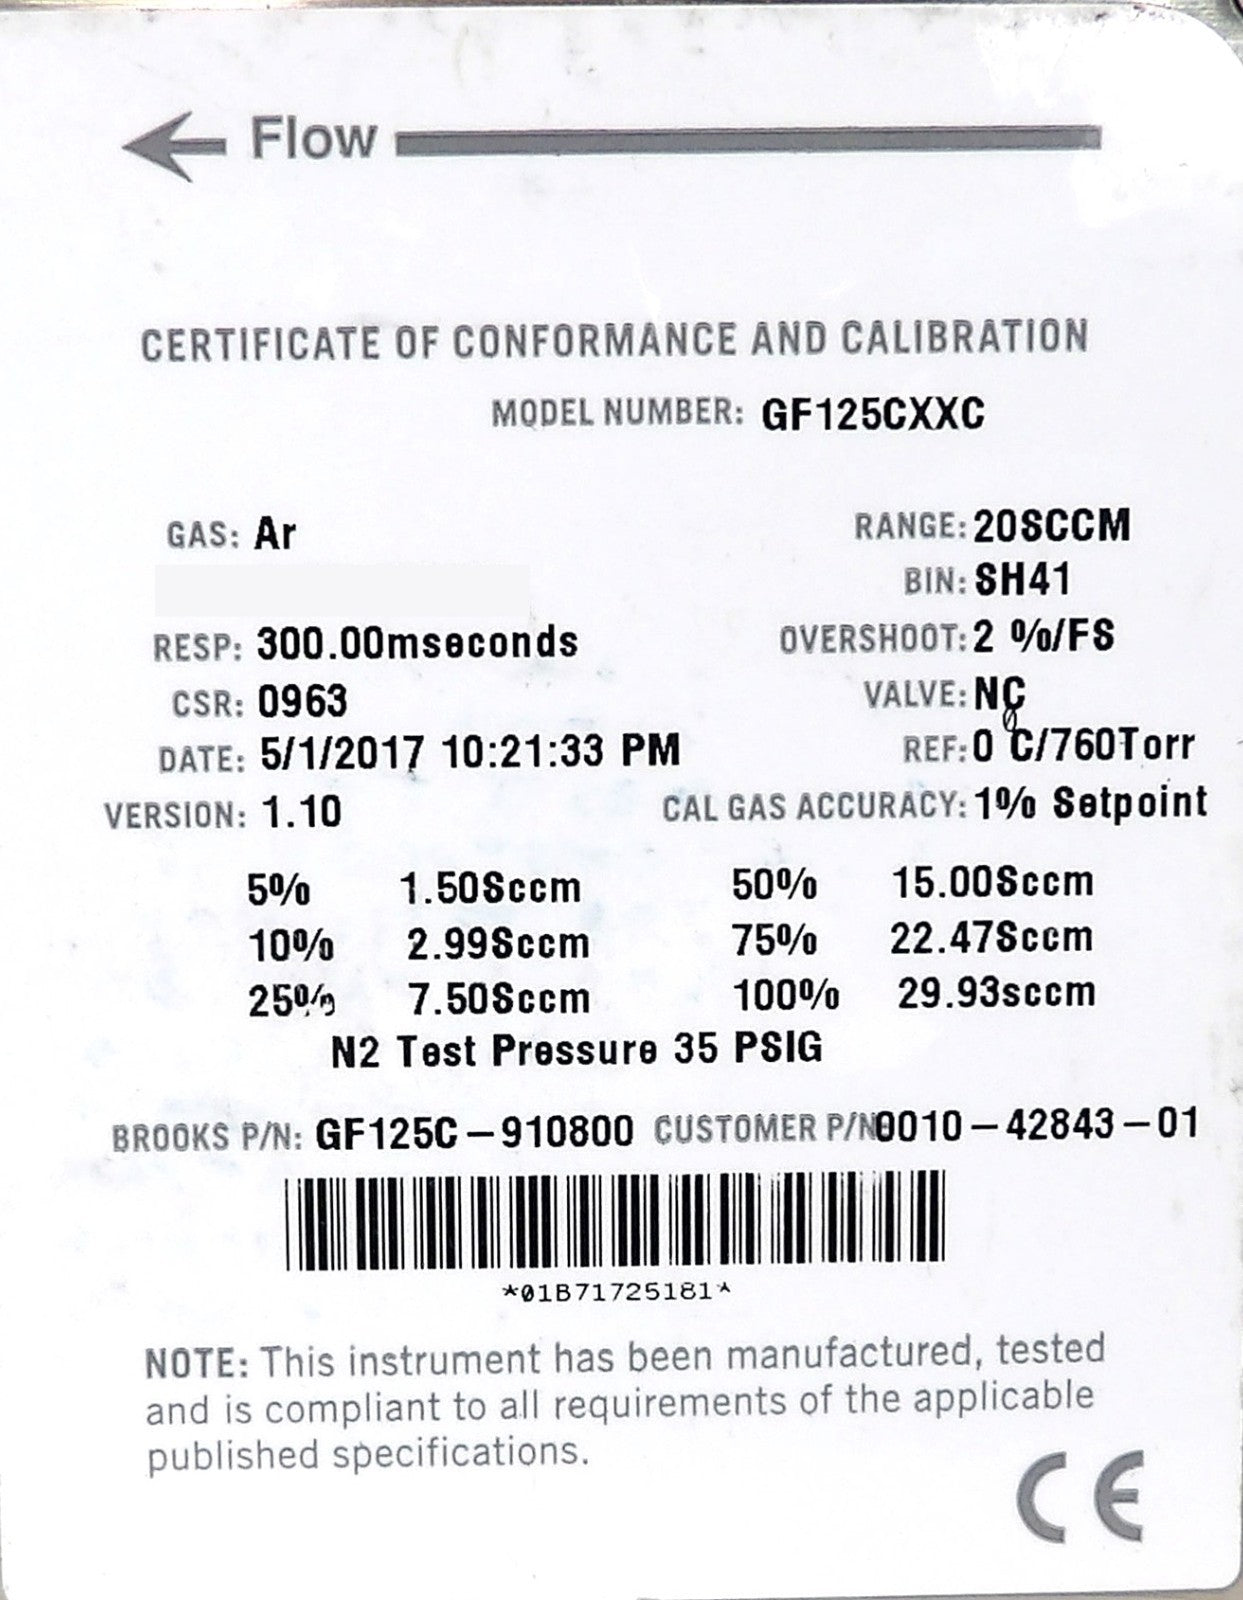 Flow
CERTIFICATE OF CONFORMANCE AND CALIBRATION
MODEL NUMBER: GF125CXXC
GAS: Ar RANGE: 20SCCM
BIN: SH41
RESP: 300.00mseconds OVERSHOOT: 2 %/FS
CSR: 0963 VALVE: NC
DATE: 5/1/2017 10:21:33 PM REF: 0 C/760Torr
VERSION: 1.10 CAL GAS ACCURACY: 1% Setpoint
5% 1.50Sccm 50% 15.00Sccm
10% 2.99Sccm 75% 22.47Sccm
25% 7.50Sccm 100% 29.93sccm
N2 Test Pressure 35 PSIG
BROOKS P/N: GF125C-910800 CUSTOMER P/N 0010-42843-01
*01B71725181*
NOTE: This instrument has been manufactured, tested
and is compliant to all requirements of the applicable
published specifications.
CE